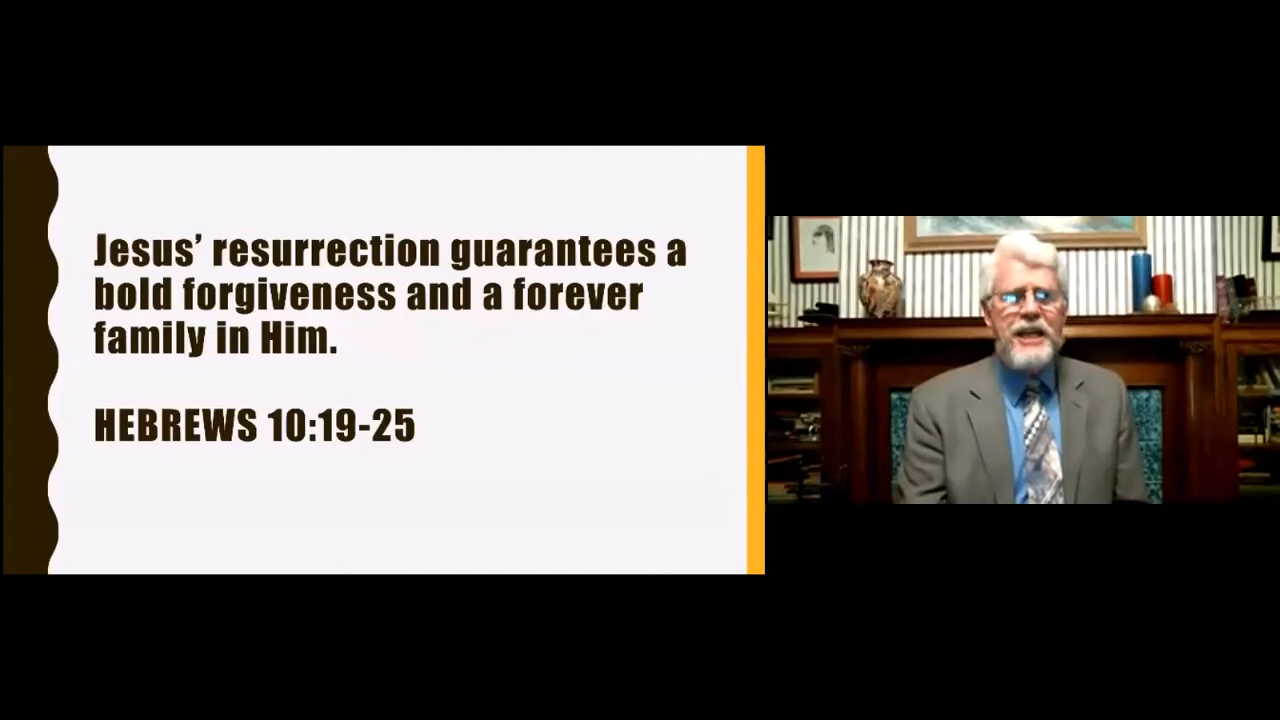 Jesus’ resurrection guarantees a
bold forgiveness and a forever
family in Him.
HEBREWS 10:19-25